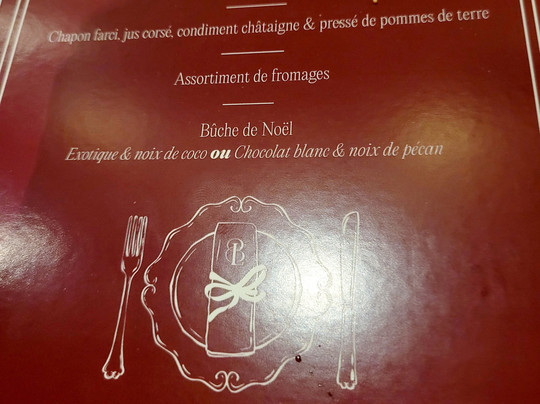 Chapon farci, jus corsé, condiment châtaigne & pressé de pommes de terre
Assortiment de fromages
Bûche de Noël
Exotique & noix de coco ou Chocolat blanc & noix de pécan
B